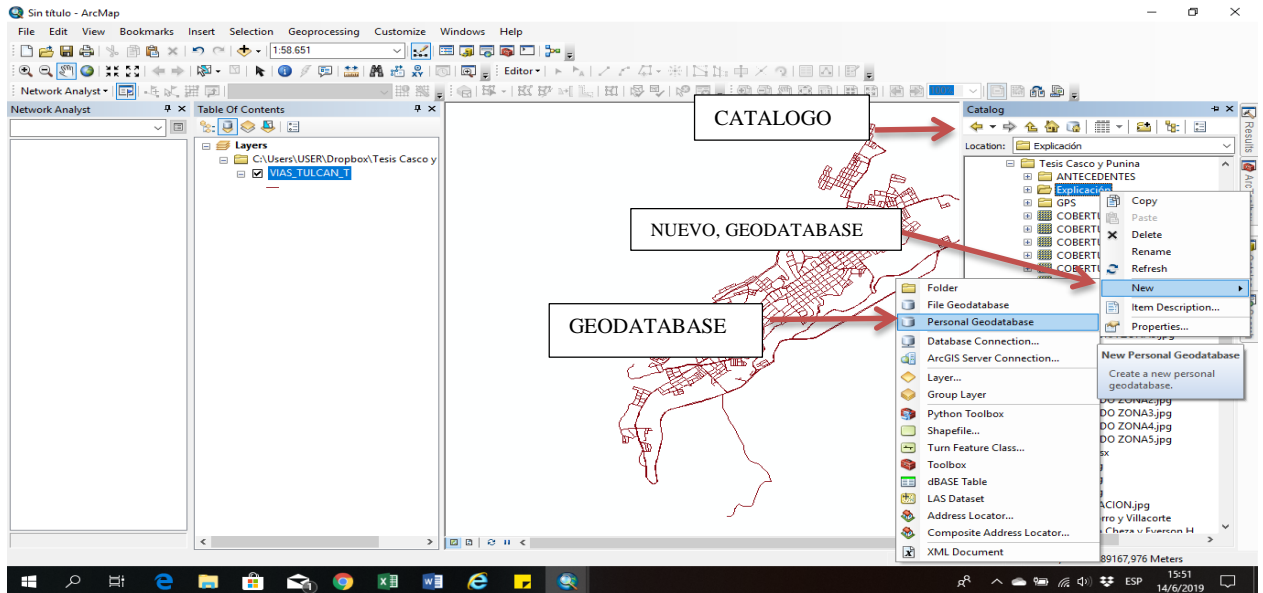 Sin título - ArcMap
File Edit View Bookmarks Insert Selection Geoprocessing Customize Windows Help
1:58.651
Editor
Network Analyst
Network Analyst
Table Of Contents
Layers
C:\Users\USER\Dropbox\Tesis Casco y
VIAS_TULCAN_T
CATALOGO
NUEVO, GEODATABASE
GEODATABASE
Catalog
Location: Explicación
Tesis Casco y Punina
ANTECEDENTES
Explicación
GPS
COBERTU
COBERTU
COBERTU
COBERTU
COBERTU
Copy
Paste
Delete
Rename
Refresh
New
Item Description...
Properties...
New Personal Geodatabase
Create a new personal
geodatabase.
Folder
File Geodatabase
Personal Geodatabase
Database Connection...
ArcGIS Server Connection...
Layer...
Group Layer
Python Toolbox
Shapefile...
Turn Feature Class...
Toolbox
dBASE Table
LAS Dataset
Address Locator...
Composite Address Locator...
XML Document
DO ZONA2.jpg
DO ZONA3.jpg
DO ZONA4.jpg
DO ZONA5.jpg
sx
ACION.jpg
rro y Villacorte
Cheza y Everson H
Results
89167,976 Meters
ESP
15:51
14/6/2019